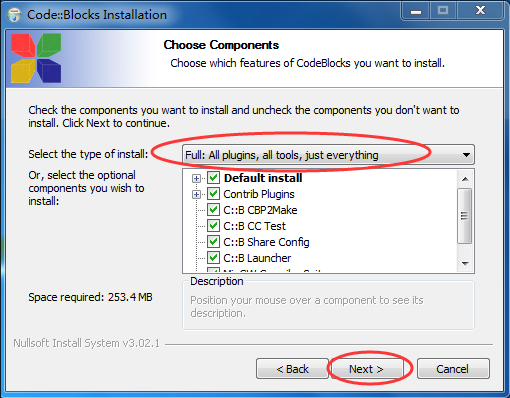 Code::Blocks Installation
Choose Components
Choose which features of CodeBlocks you want to install.
Check the components you want to install and uncheck the components you don't want to
install. Click Next to continue.
Select the type of install:
Full: All plugins, all tools, just everything
Or, select the optional
components you wish to
install:
Default install
Contrib Plugins
C::B CBP2Make
C::B CC Test
C::B Share Config
C::B Launcher
Space required: 253.4MB
Description
Position your mouse over a component to see its
description.
Nullsoft Install System v3.02.1
< Back
Next >
Cancel